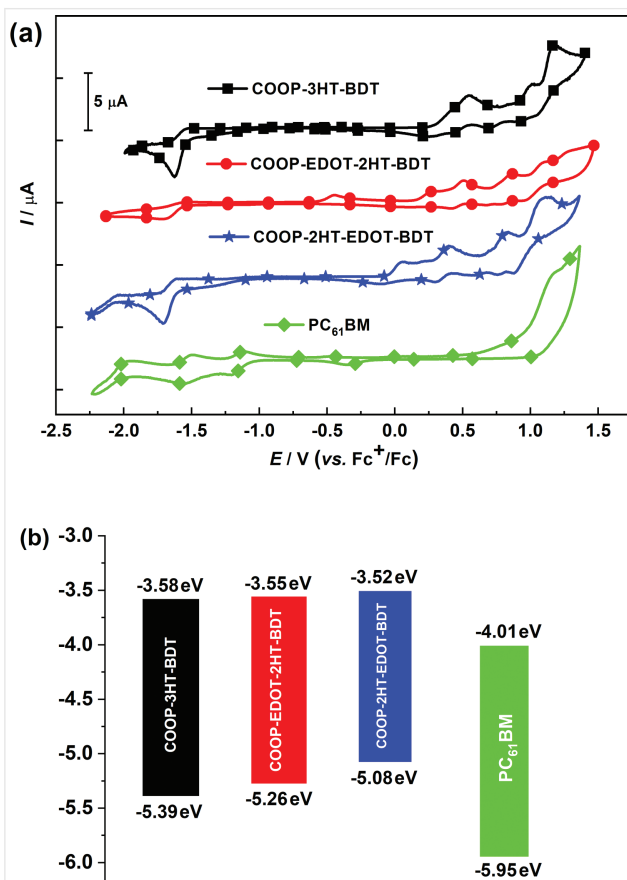 (a)
5 μA
COOP-3HT-BDT
COOP-EDOT-2HT-BDT
COOP-2HT-EDOT-BDT
PC61BM
I / μA
-2.5 -2.0 -1.5 -1.0 -0.5 0.0 0.5 1.0 1.5
E / V (vs. Fc+/Fc)
(b)
-3.0
-3.5
-4.0
-4.5
-5.0
-5.5
-6.0
-3.58eV
COOP-3HT-BDT
-5.39eV
-3.55eV
COOP-EDOT-2HT-BDT
-5.26eV
-3.52eV
COOP-2HT-EDOT-BDT
-5.08eV
-4.01eV
PC61BM
-5.95eV